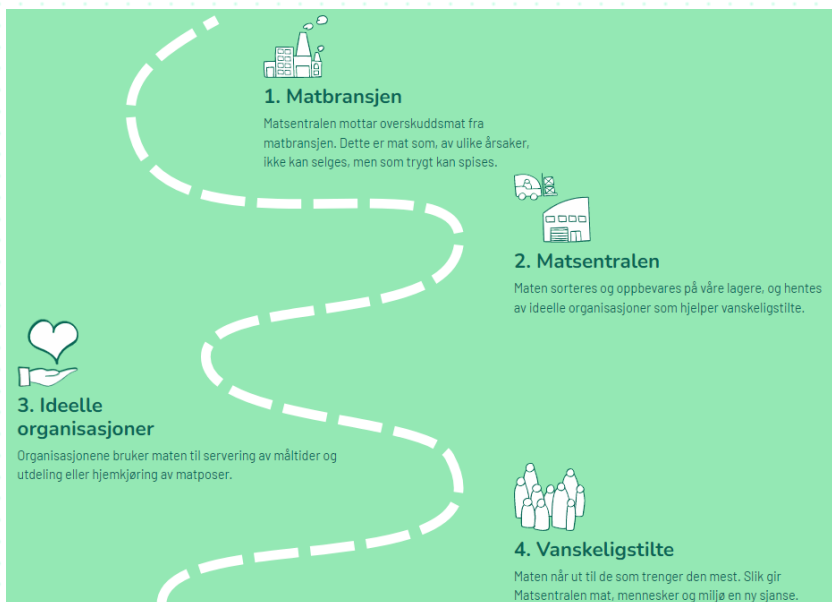 1. Matbransjen
Matsentralen mottar overskuddsmat fra
matbransjen. Dette er mat som, av ulike årsaker,
ikke kan selges, men som trygt kan spises.
2. Matsentralen
Maten sorteres og oppbevares på våre lagere, og hentes
av ideelle organisasjoner som hjelper vanskeligstilte.
3. Ideelle
organisasjoner
Organisasjonene bruker maten til servering av måltider og
utdeling eller hjemkjøring av matposer.
4. Vanskeligstilte
Maten når ut til de som trenger den mest. Slik gir
Matsentralen mat, mennesker og miljø en ny sjanse.